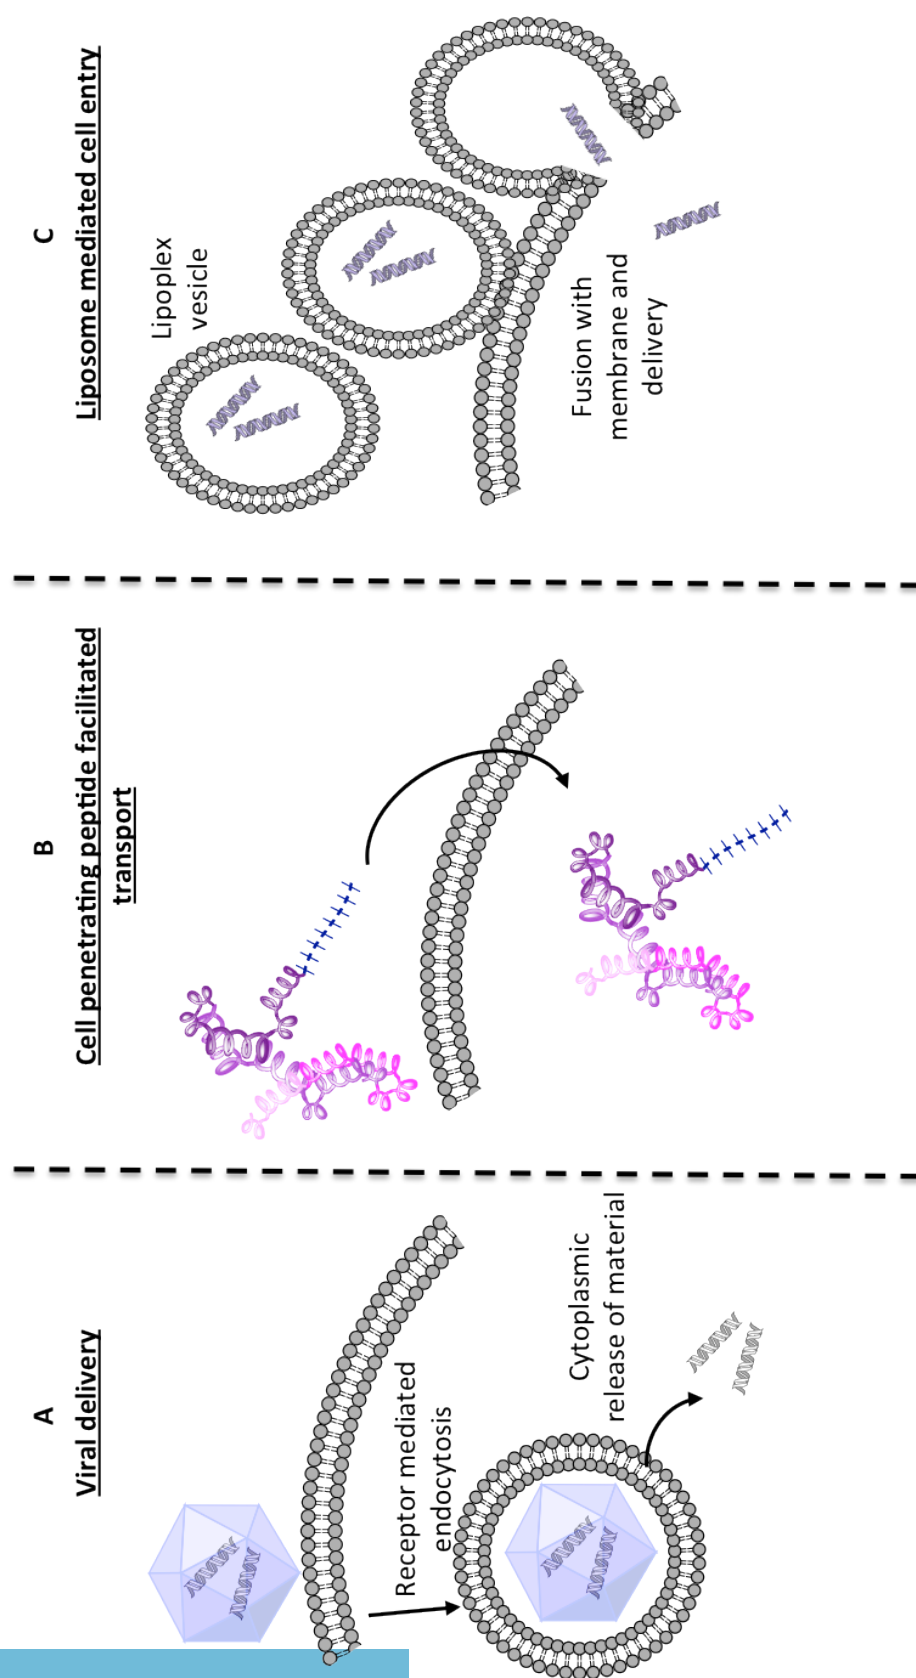 A
Viral delivery
Receptor mediated
endocytosis
Cytoplasmic
release of material
B
Cell penetrating peptide facilitated
transport
C
Liposome mediated cell entry
Lipoplex
vesicle
Fusion with
membrane and
delivery